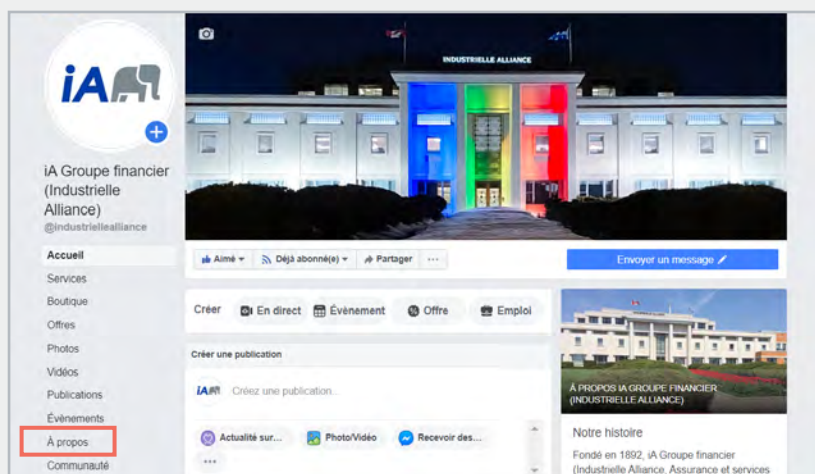 iA
iA Groupe financier
(Industrielle
Alliance)
@industriellealliance
Accueil
Services
Boutique
Offres
Photos
Vidéos
Publications
Évènements
À propos
Communauté
INDUSTRIELLE ALLIANCE
Aimé
Déjà abonné(e)
Partager
Envoyer un message
Créer
En direct
Évènement
Offre
Emploi
Créer une publication
iA
Créez une publication...
Actualité sur...
Photo/Vidéo
Recevoir des...
À PROPOS IA GROUPE FINANCIER
(INDUSTRIELLE ALLIANCE)
Notre histoire
Fondé en 1892, iA Groupe financier
(Industrielle Alliance, Assurance et services